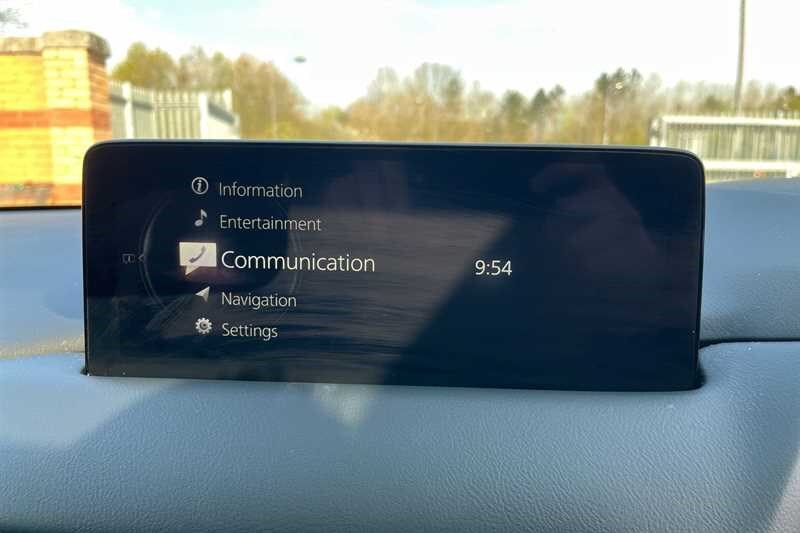 Information
Entertainment
Communication
9:54
Navigation
Settings